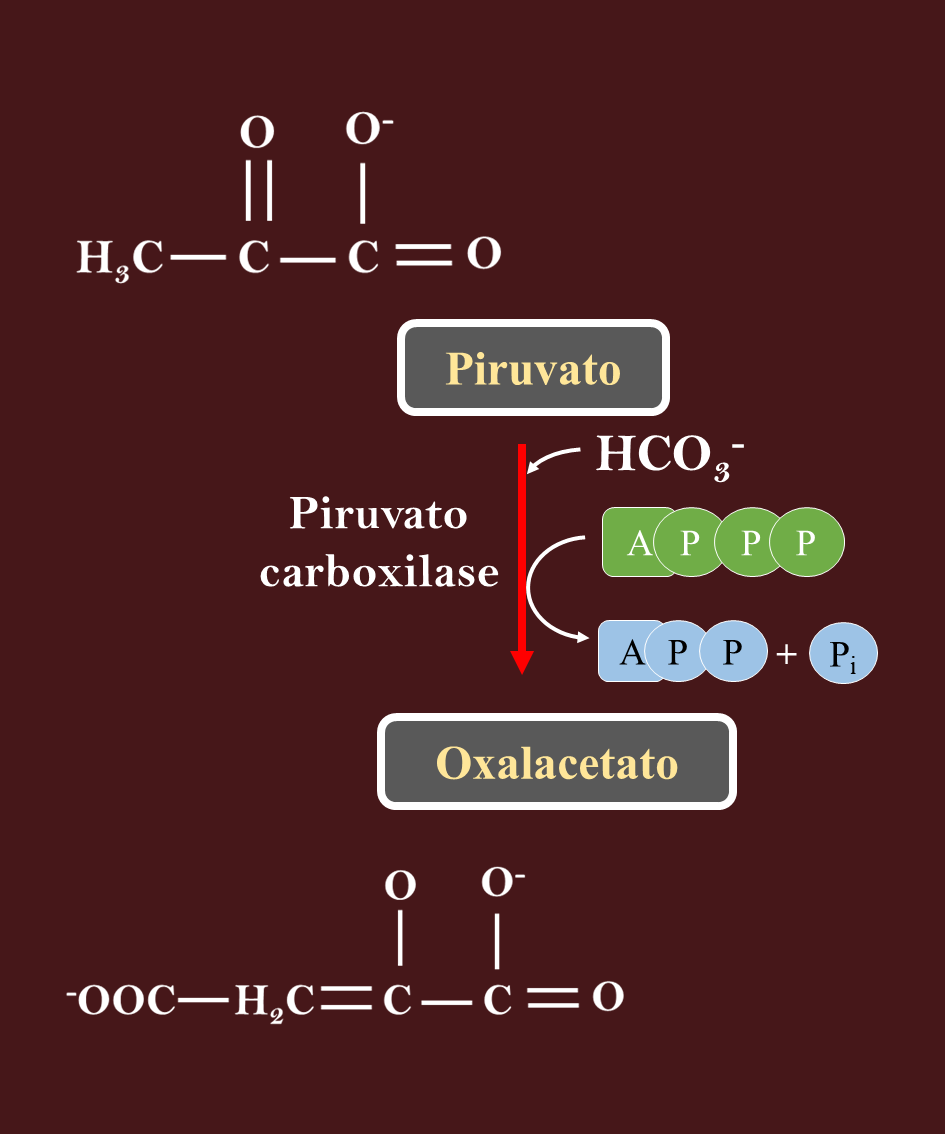 O O⁻
H₃C — C — C = O
Piruvato
HCO₃⁻
Piruvato
carboxilase
A P P P
A P P + Pᵢ
Oxalacetato
O O⁻
⁻OOC — H₂C = C — C = O